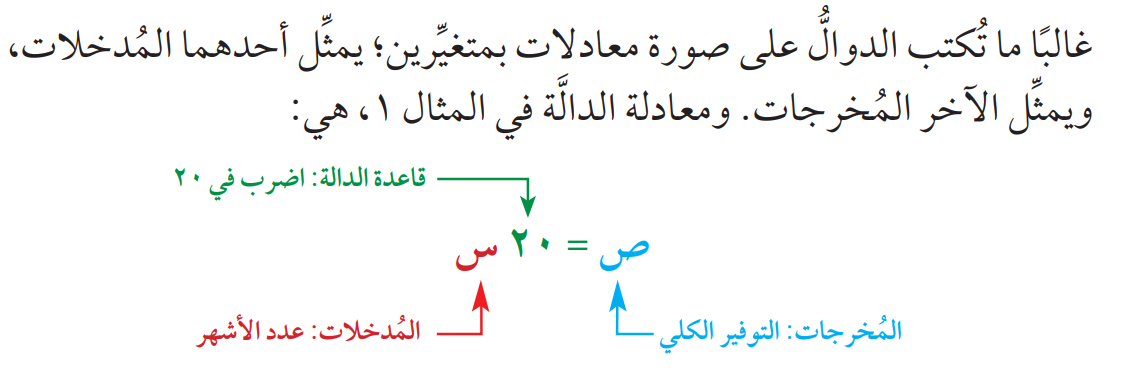 غالبًا ما تُكتب الدوالُّ على صورة معادلات بمتغيِّرين؛ يمثِّل أحدهما المُدخلات،
ويمثِّل الآخر المُخرجات. ومعادلة الدالَّة في المثال ١، هي:
قاعدة الدالة: اضرب في ٢٠
ص = ٢٠ س
المُخرجات: التوفير الكلي
المُدخلات: عدد الأشهر